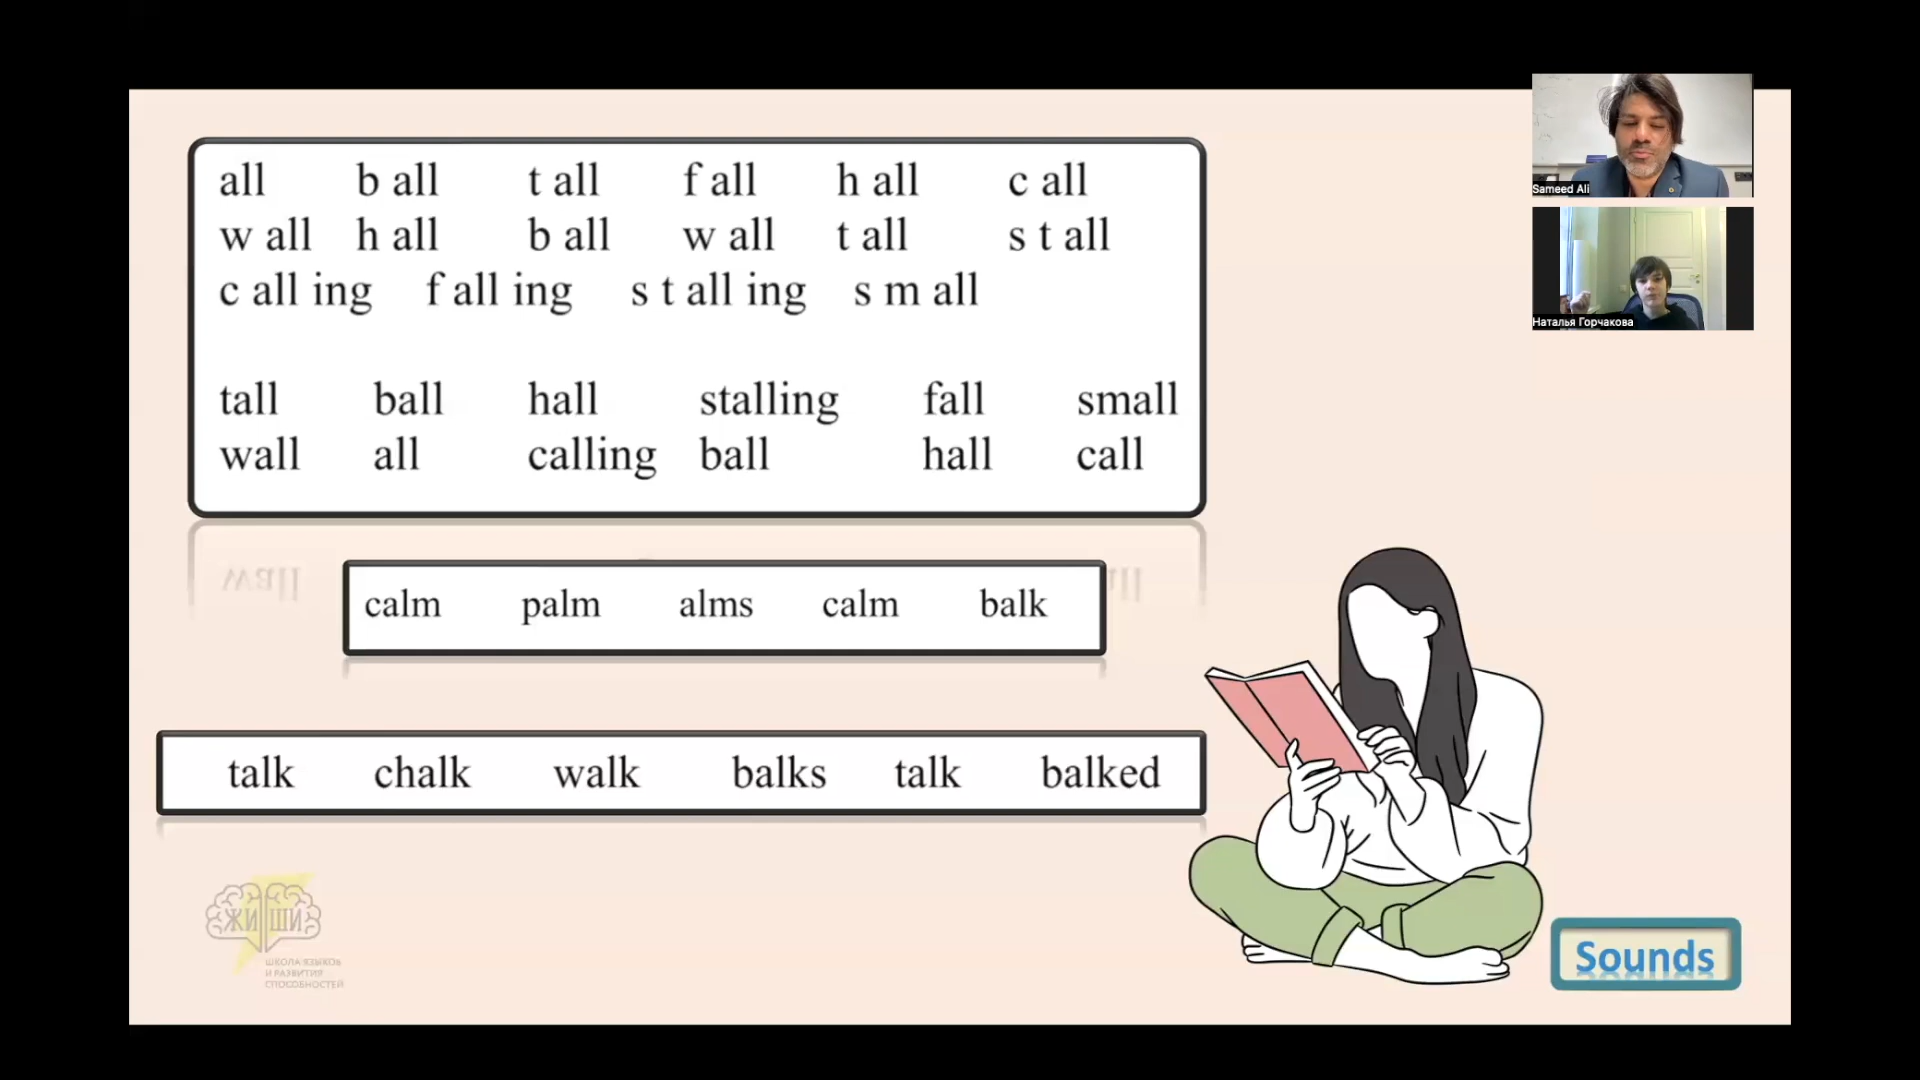 all b all t all f all h all c all
w all h all b all w all t all s t all
c all ing f all ing s t all ing s m all
tall ball hall stalling fall small
wall all calling ball hall call
calm palm alms calm balk
talk chalk walk balks talk balked
Sameed Ali
Наталья Горчакова
ЖИ ШИ
ШКОЛА ЯЗЫКОВ
И РАЗВИТИЯ
СПОСОБНОСТЕЙ
Sounds